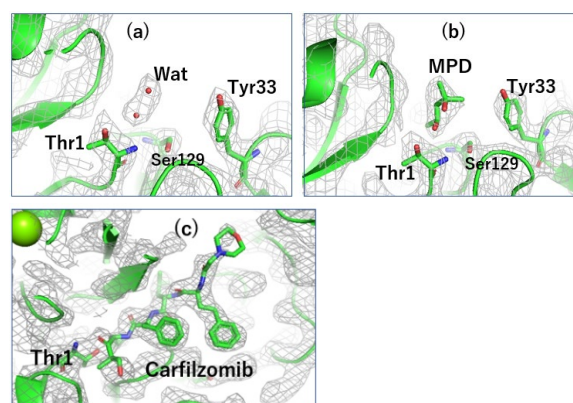 (a)
Wat
Tyr33
Thr1
Ser129
(b)
MPD
Tyr33
Thr1
Ser129
(c)
Thr1
Carfilzomib